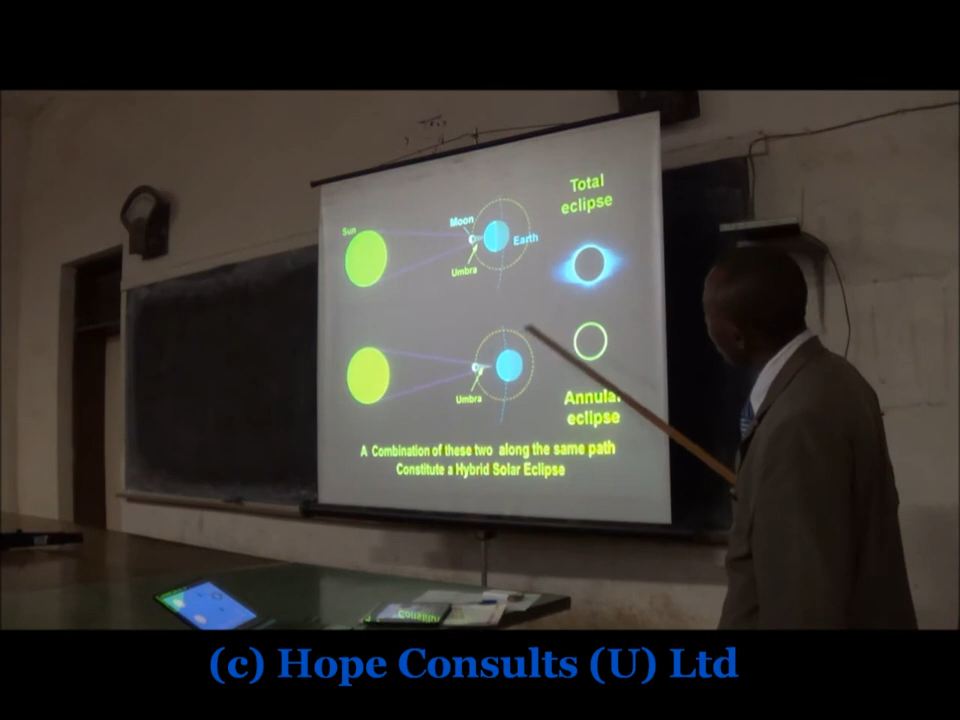 Total
eclipse
Sun
Moon
Earth
Umbra
Umbra
Annular
eclipse
A Combination of these two along the same path
Constitute a Hybrid Solar Eclipse
(c) Hope Consults (U) Ltd